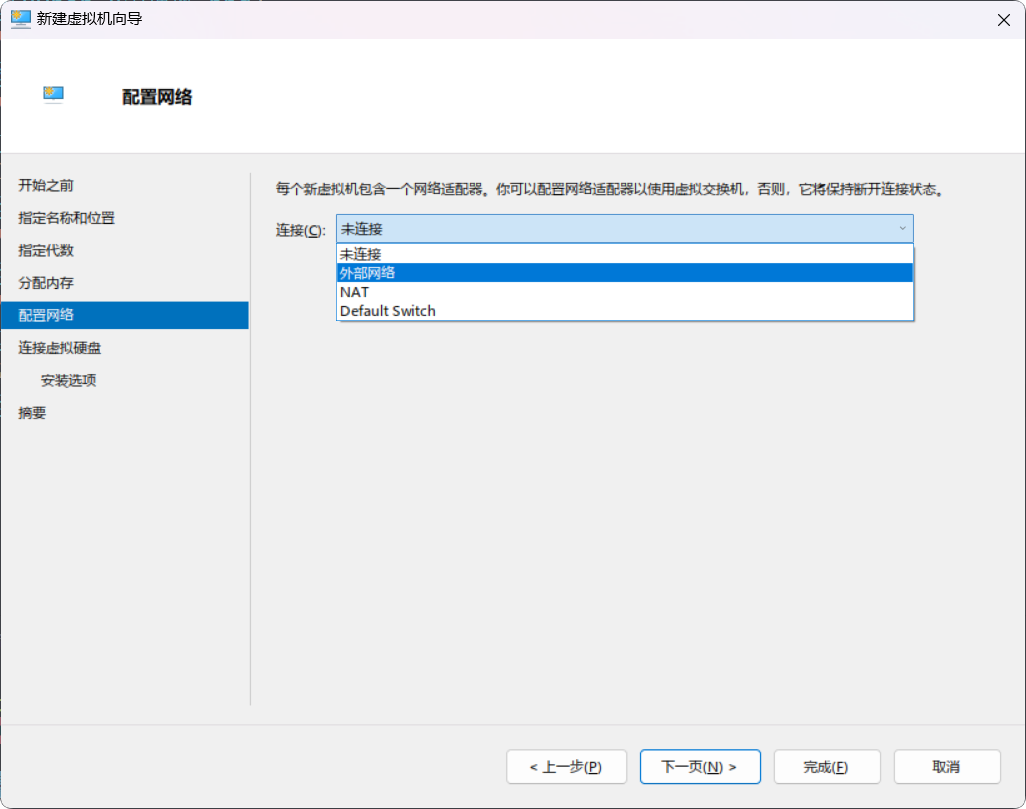 新建虚拟机向导
配置网络
开始之前
指定名称和位置
指定代数
分配内存
配置网络
连接虚拟硬盘
安装选项
摘要
每个新虚拟机包含一个网络适配器。你可以配置网络适配器以使用虚拟交换机，否则，它将保持断开连接状态。
连接(C): 未连接
未连接
外部网络
NAT
Default Switch
< 上一步(P) 下一页(N) > 完成(F) 取消